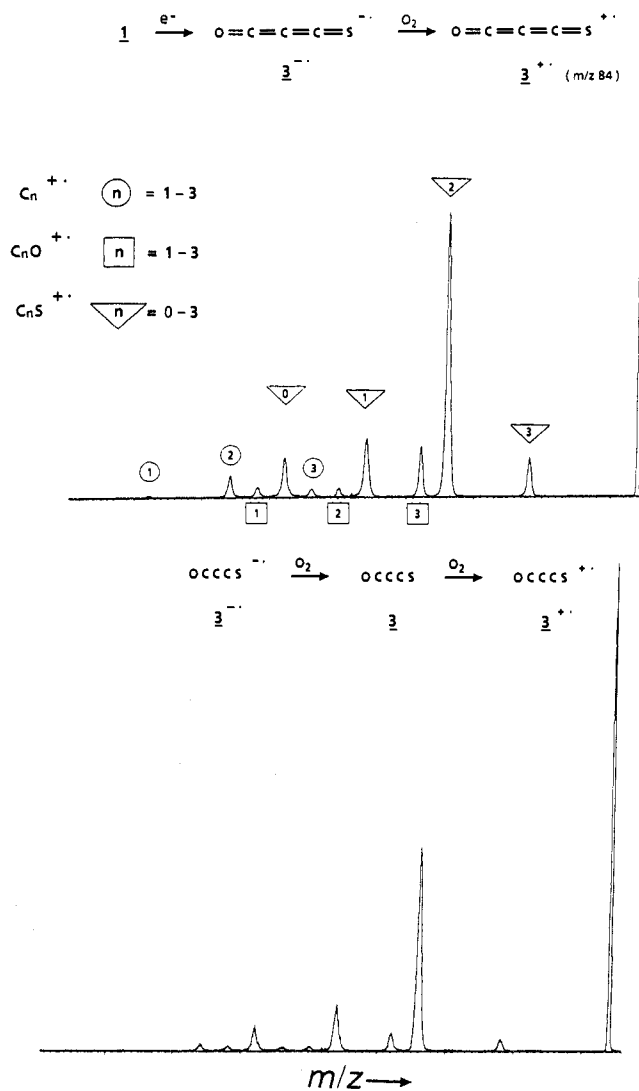 1 e⁻ → O=C=C=C=S ⁻· O₂ → O=C=C=C=S ⁺·
3 ⁻· 3 ⁺· (m/z 84)
Cn ⁺· n = 1 – 3
CnO ⁺· n = 1 – 3
CnS ⁺· n = 0 – 3
2
0 1 3
1 2 3
1 2 3
OCCCS ⁻· O₂ → OCCCS O₂ → OCCCS ⁺·
3 ⁻· 3 3 ⁺·
m/z →